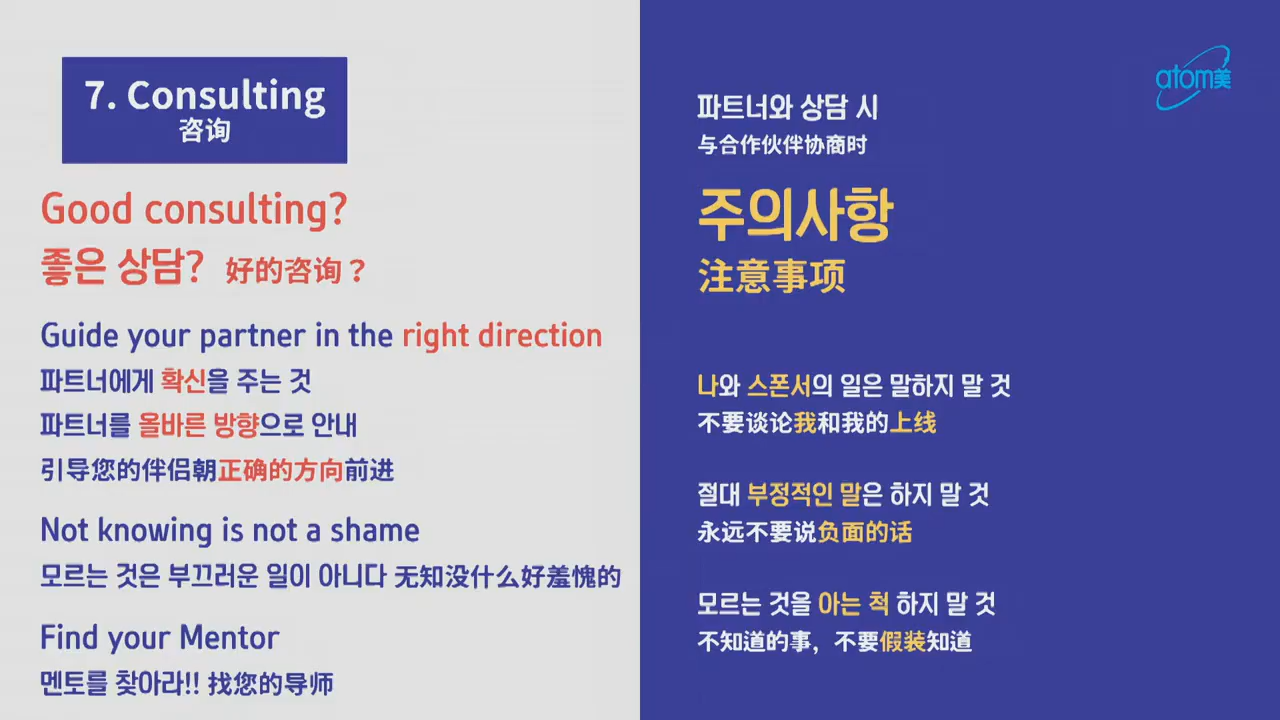 7. Consulting
咨询
Good consulting?
좋은 상담? 好的咨询？
Guide your partner in the right direction
파트너에게 확신을 주는 것
파트너를 올바른 방향으로 안내
引导您的伴侣朝正确的方向前进
Not knowing is not a shame
모르는 것은 부끄러운 일이 아니다 无知没什么好羞愧的
Find your Mentor
멘토를 찾아라!! 找您的导师
atom美
파트너와 상담 시
与合作伙伴协商时
주의사항
注意事项
나와 스폰서의 일은 말하지 말 것
不要谈论我和我的上线
절대 부정적인 말은 하지 말 것
永远不要说负面的话
모르는 것을 아는 척 하지 말 것
不知道的事，不要假装知道